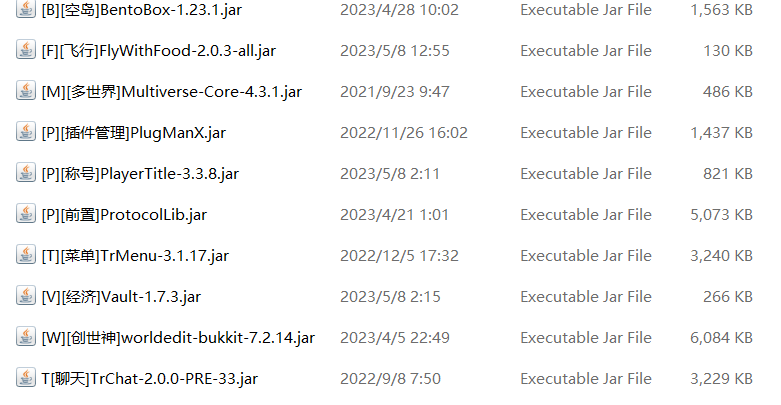 [B][空岛]BentoBox-1.23.1.jar 2023/4/28 10:02 Executable Jar File 1,563 KB
[F][飞行]FlyWithFood-2.0.3-all.jar 2023/5/8 12:55 Executable Jar File 130 KB
[M][多世界]Multiverse-Core-4.3.1.jar 2021/9/23 9:47 Executable Jar File 486 KB
[P][插件管理]PlugManX.jar 2022/11/26 16:02 Executable Jar File 1,437 KB
[P][称号]PlayerTitle-3.3.8.jar 2023/5/8 2:11 Executable Jar File 821 KB
[P][前置]ProtocolLib.jar 2023/4/21 1:01 Executable Jar File 5,073 KB
[T][菜单]TrMenu-3.1.17.jar 2022/12/5 17:32 Executable Jar File 3,240 KB
[V][经济]Vault-1.7.3.jar 2023/5/8 2:15 Executable Jar File 266 KB
[W][创世神]worldedit-bukkit-7.2.14.jar 2023/4/5 22:49 Executable Jar File 6,084 KB
T[聊天]TrChat-2.0.0-PRE-33.jar 2022/9/8 7:50 Executable Jar File 3,229 KB